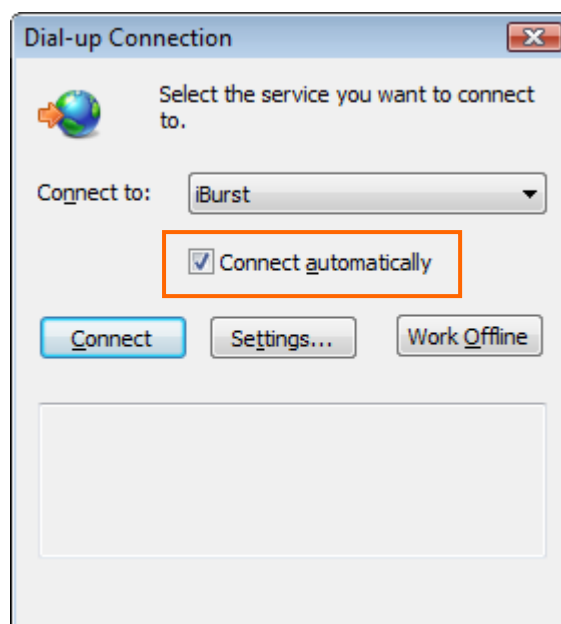 Dial-up Connection
Select the service you want to connect
to.
Connect to:
iBurst
Connect automatically
Connect
Settings...
Work Offline